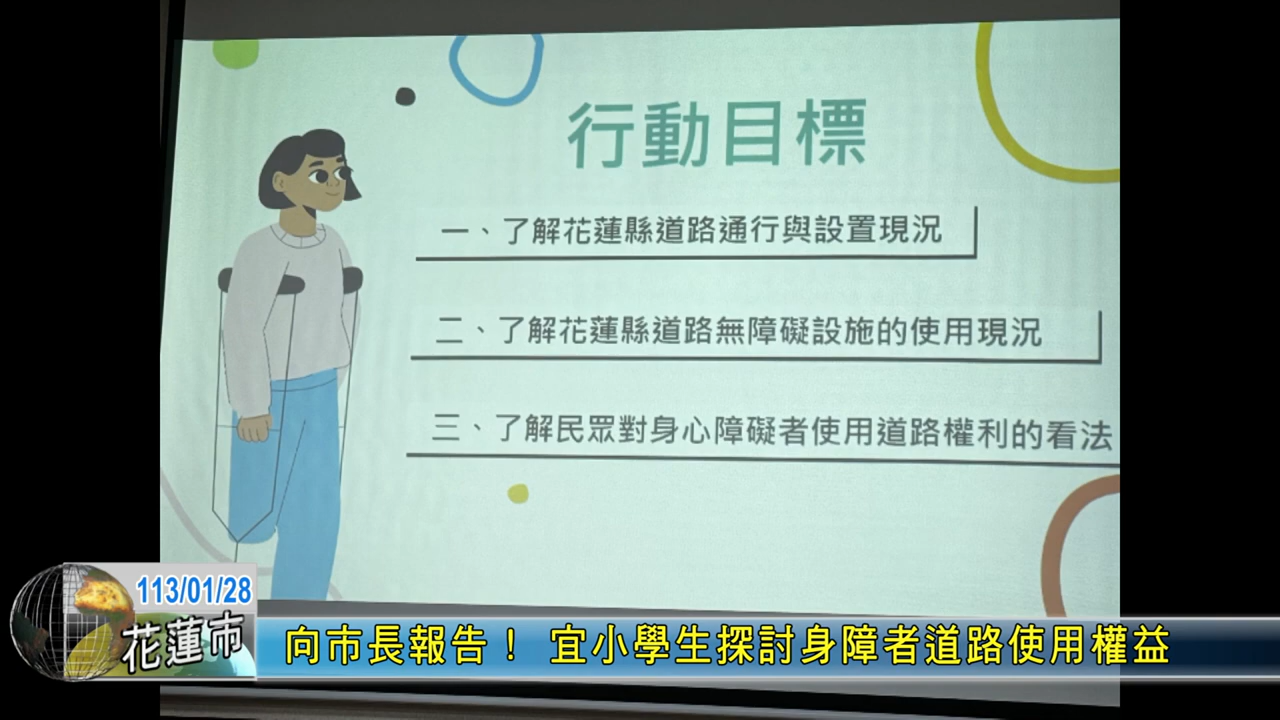 行動目標
一、了解花蓮縣道路通行與設置現況
二、了解花蓮縣道路無障礙設施的使用現況
三、了解民眾對身心障礙者使用道路權利的看法
113/01/28
花蓮市
向市長報告！ 宜小學生探討身障者道路使用權益